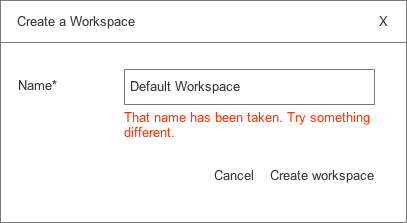 Create a Workspace X
Name* Default Workspace
That name has been taken. Try something
different.
Cancel Create workspace